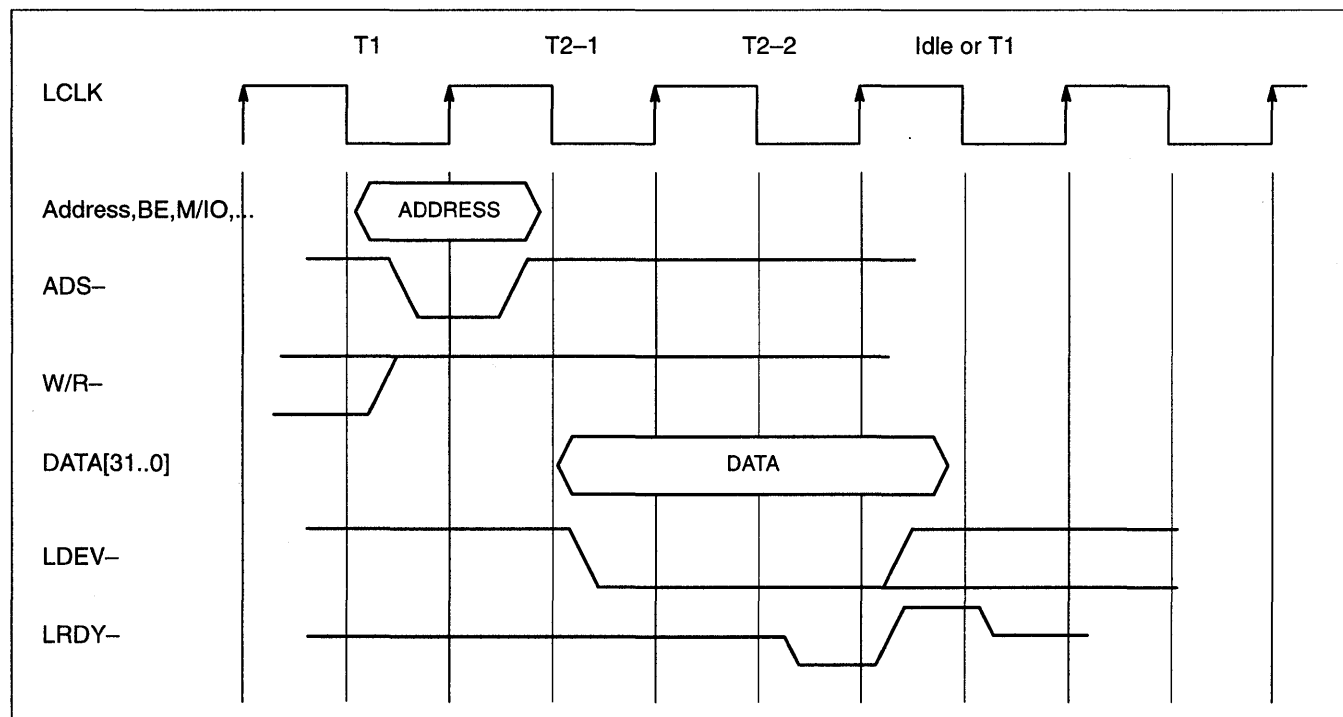 T1 T2–1 T2–2 Idle or T1
LCLK
Address,BE,M/IO,...
ADDRESS
ADS–
W/R–
DATA[31..0]
DATA
LDEV–
LRDY–